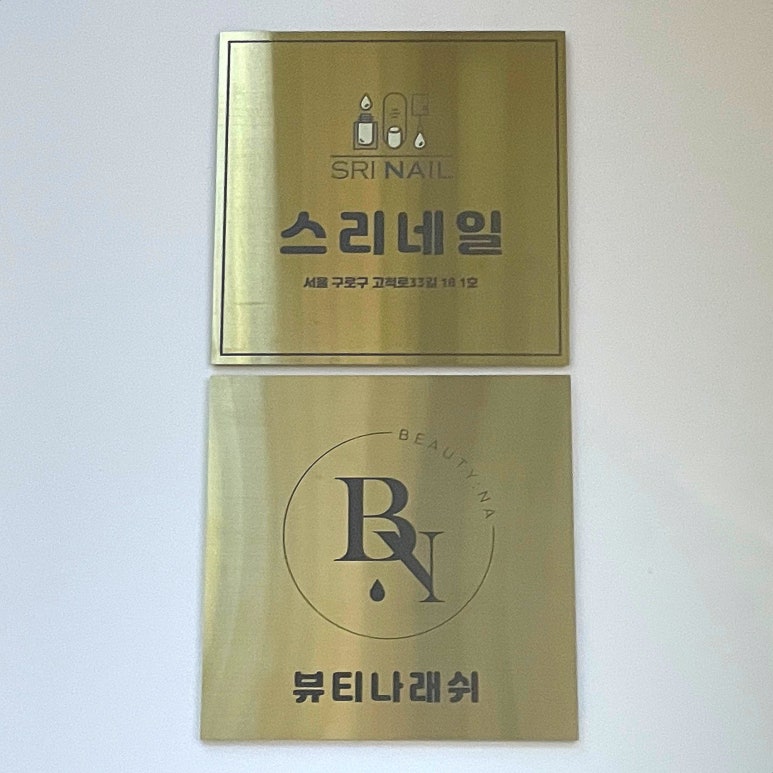 SRI NAIL
스리네일
서울 구로구 고척로33길 18 1호
BEAUTY.NA
BN
뷰티나래쉬